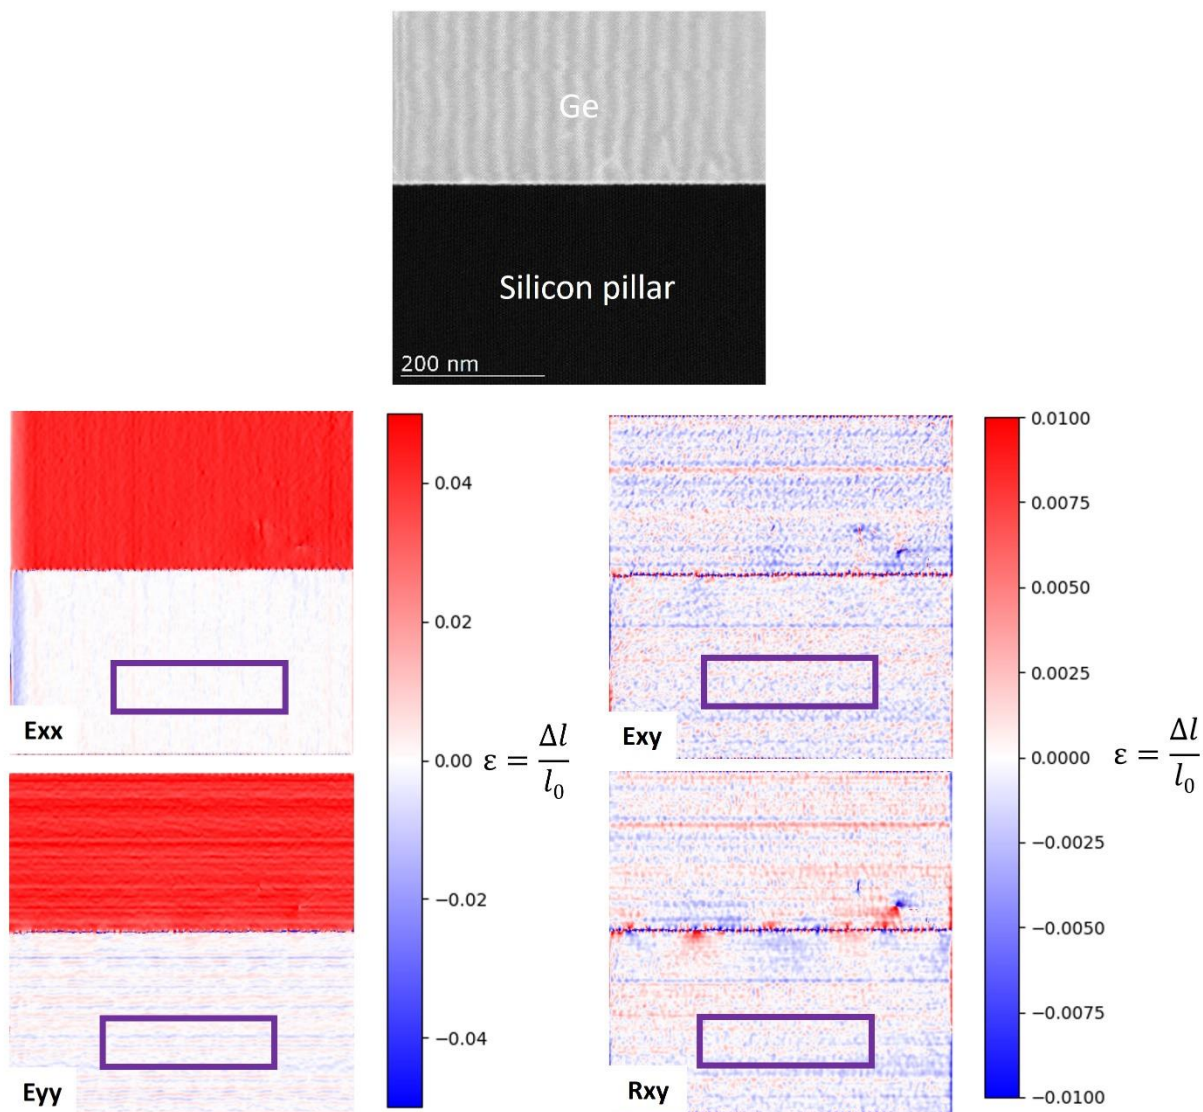 Ge
Silicon pillar
200 nm
Exx
0.04
0.02
0.00
−0.02
−0.04
ε = Δl / l₀
Exy
0.0100
0.0075
0.0050
0.0025
0.0000
−0.0025
−0.0050
−0.0075
−0.0100
ε = Δl / l₀
Eyy
Rxy